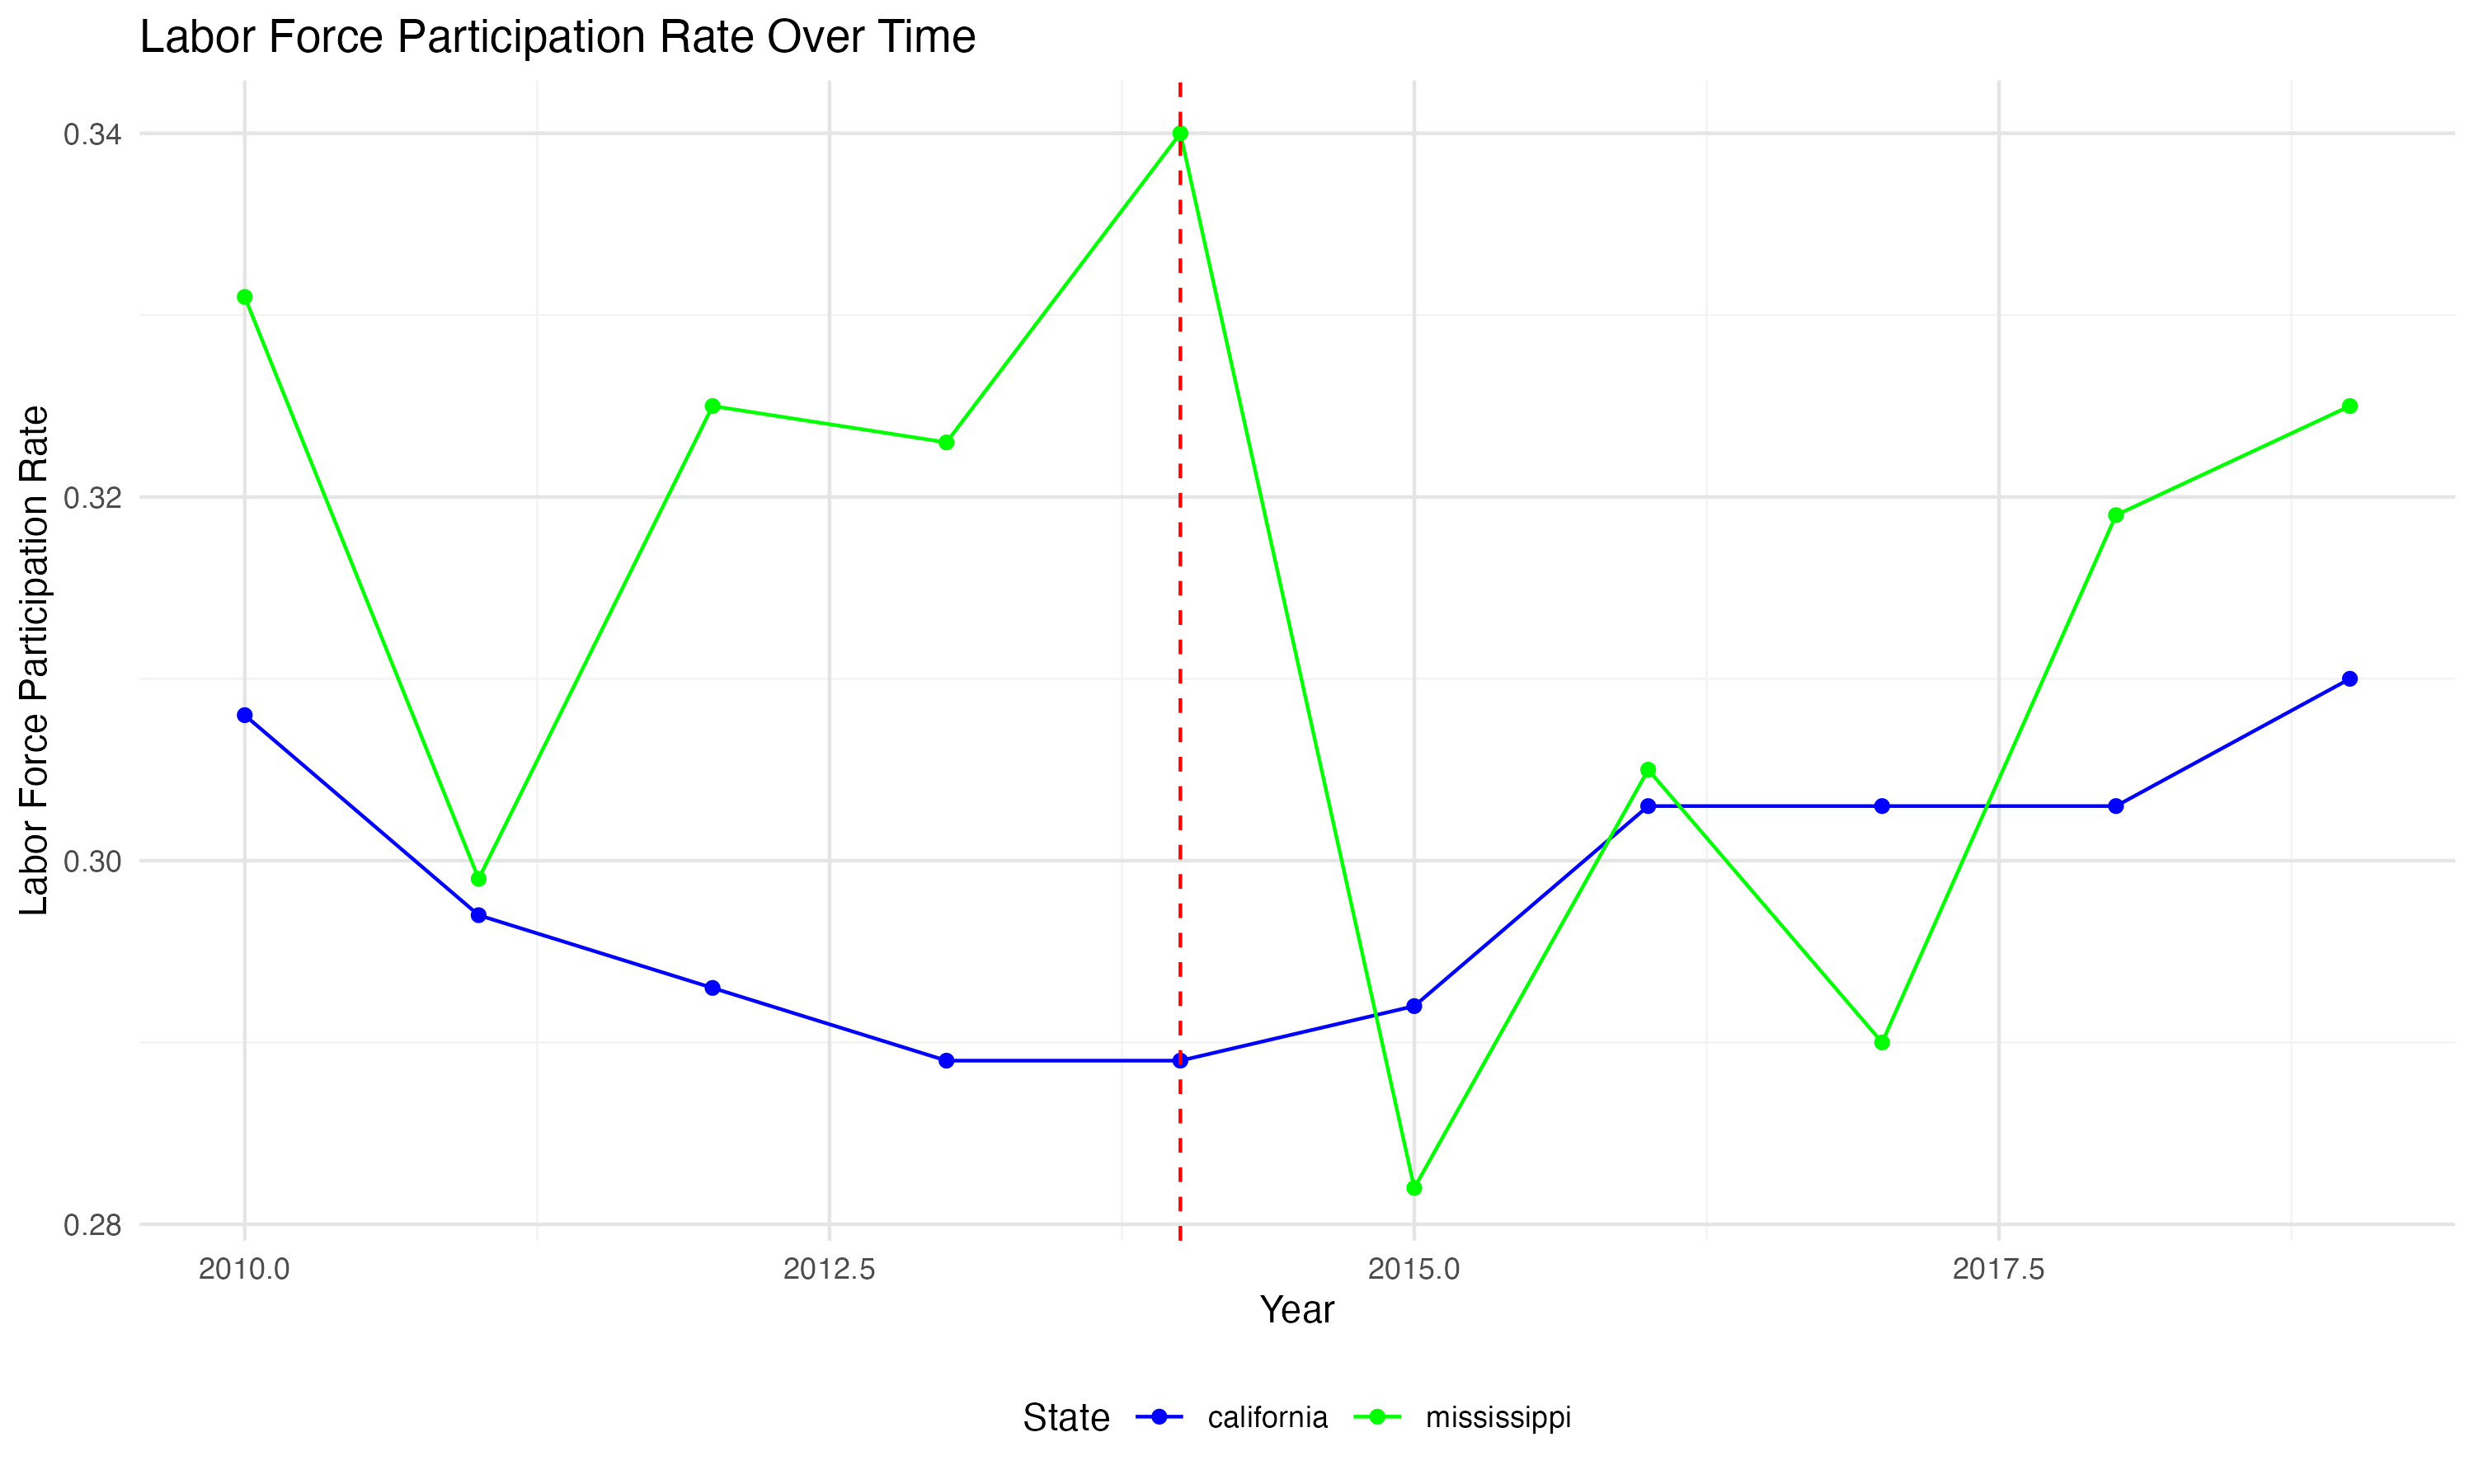 Labor Force Participation Rate Over Time
Labor Force Participation Rate
0.34
0.32
0.30
0.28
2010.0 2012.5 2015.0 2017.5
Year
State california mississippi